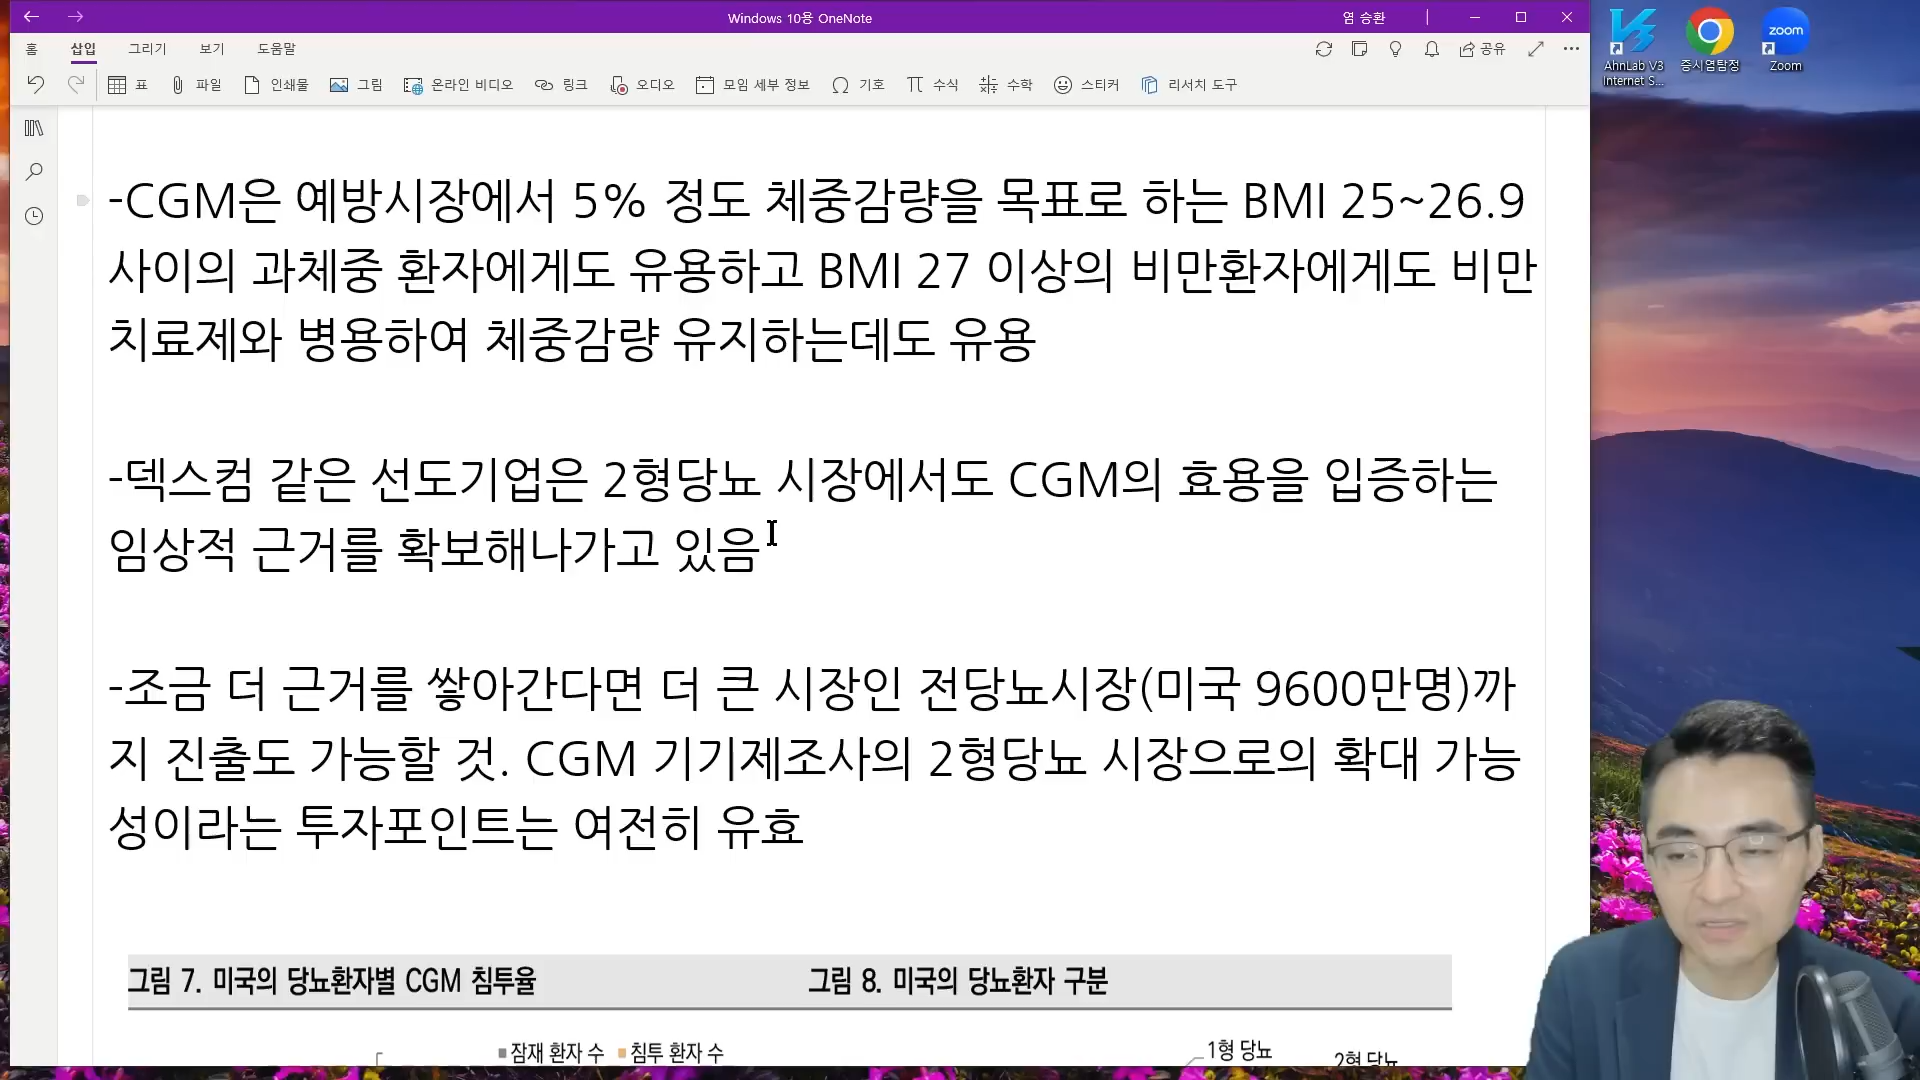 Windows 10용 OneNote
염 승환
홈 삽입 그리기 보기 도움말
공유
표 파일 인쇄물 그림 온라인 비디오 링크 오디오 모임 세부 정보 기호 수식 수학 스티커 리서치 도구
AhnLab V3
Internet S...
증시염탐정
zoom
Zoom
-CGM은 예방시장에서 5% 정도 체중감량을 목표로 하는 BMI 25~26.9
사이의 과체중 환자에게도 유용하고 BMI 27 이상의 비만환자에게도 비만
치료제와 병용하여 체중감량 유지하는데도 유용
-덱스컴 같은 선도기업은 2형당뇨 시장에서도 CGM의 효용을 입증하는
임상적 근거를 확보해나가고 있음
-조금 더 근거를 쌓아간다면 더 큰 시장인 전당뇨시장(미국 9600만명)까
지 진출도 가능할 것. CGM 기기제조사의 2형당뇨 시장으로의 확대 가능
성이라는 투자포인트는 여전히 유효
그림 7. 미국의 당뇨환자별 CGM 침투율
그림 8. 미국의 당뇨환자 구분
잠재 환자 수 침투 환자 수
1형 당뇨
2형 당뇨